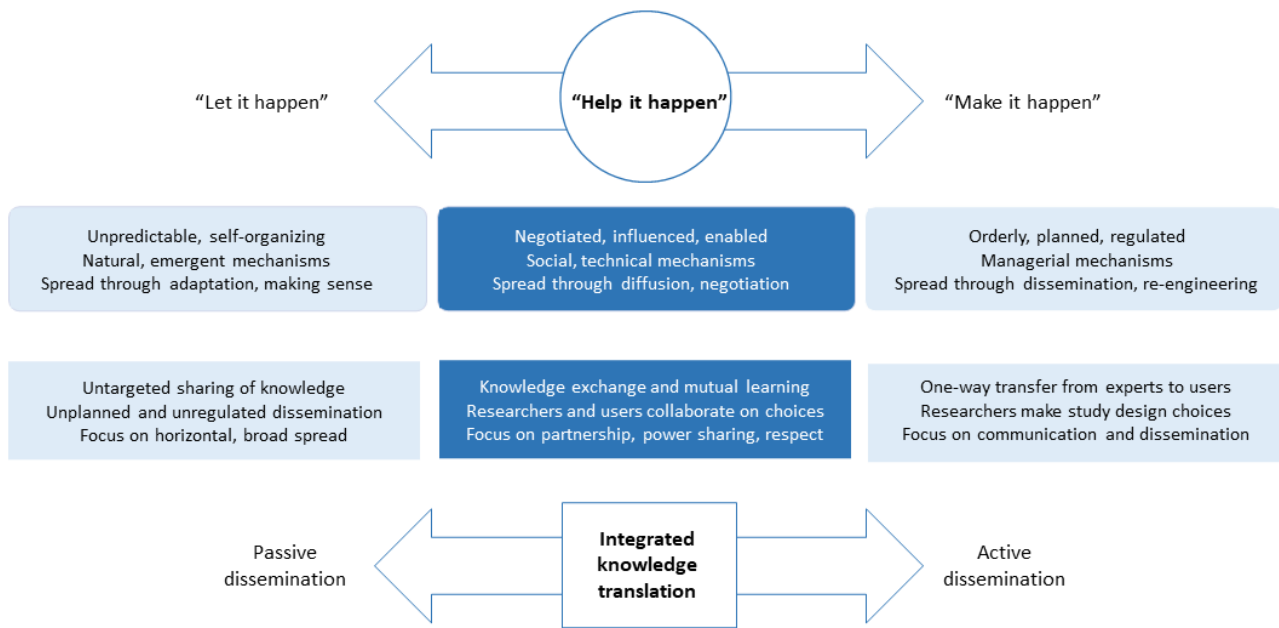 “Let it happen”
“Help it happen”
“Make it happen”
Unpredictable, self-organizing
Natural, emergent mechanisms
Spread through adaptation, making sense
Negotiated, influenced, enabled
Social, technical mechanisms
Spread through diffusion, negotiation
Orderly, planned, regulated
Managerial mechanisms
Spread through dissemination, re-engineering
Untargeted sharing of knowledge
Unplanned and unregulated dissemination
Focus on horizontal, broad spread
Knowledge exchange and mutual learning
Researchers and users collaborate on choices
Focus on partnership, power sharing, respect
One-way transfer from experts to users
Researchers make study design choices
Focus on communication and dissemination
Passive
dissemination
Integrated
knowledge
translation
Active
dissemination